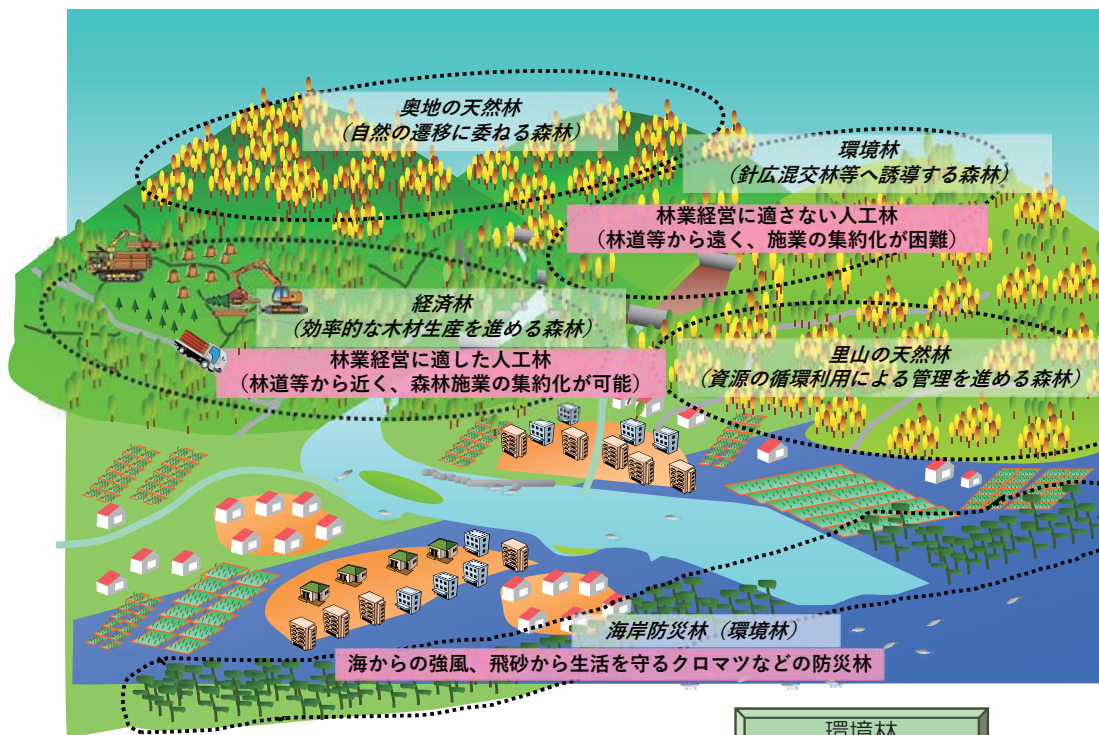 奥地の天然林
(自然の遷移に委ねる森林)
環境林
(針広混交林等へ誘導する森林)
林業経営に適さない人工林
(林道等から遠く、施業の集約化が困難)
経済林
(効率的な木材生産を進める森林)
林業経営に適した人工林
(林道等から近く、森林施業の集約化が可能)
里山の天然林
(資源の循環利用による管理を進める森林)
海岸防災林(環境林)
海からの強風、飛砂から生活を守るクロマツなどの防災林
環境林